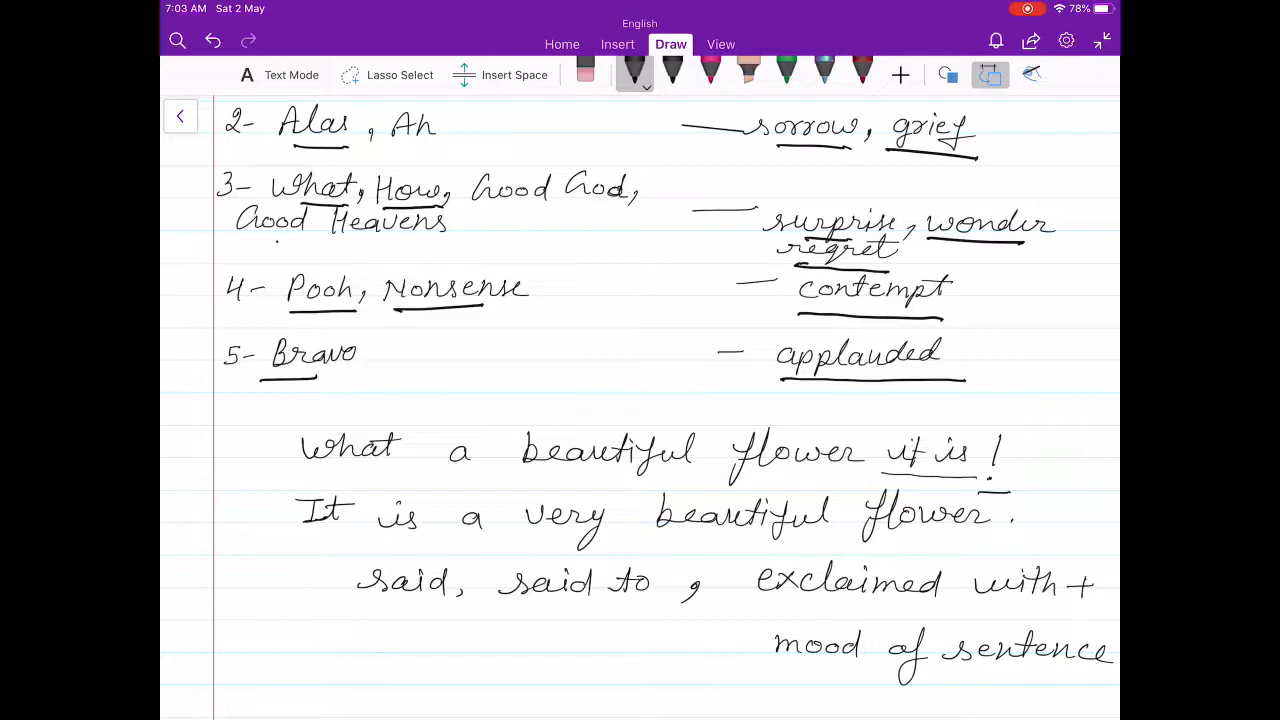 7:03 AM Sat 2 May 78%
English
Home Insert Draw View
Text Mode Lasso Select Insert Space
2- Alas, Ah — sorrow, grief
3- What, How, Good God,
Good Heavens — surprise, wonder
regret
4- Pooh, Nonsense — contempt
5- Bravo — applauded
What a beautiful flower it is!
It is a very beautiful flower.
said, said to , exclaimed with +
mood of sentence